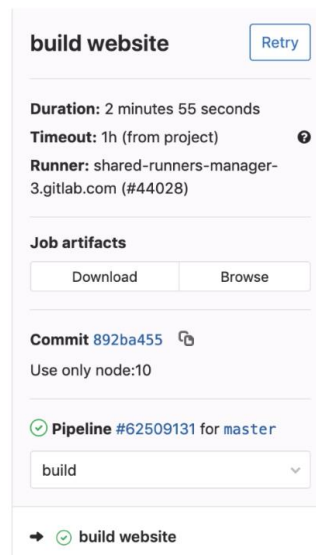 build website
Retry
Duration: 2 minutes 55 seconds
Timeout: 1h (from project)
Runner: shared-runners-manager-
3.gitlab.com (#44028)
Job artifacts
Download
Browse
Commit 892ba455
Use only node:10
Pipeline #62509131 for master
build
build website